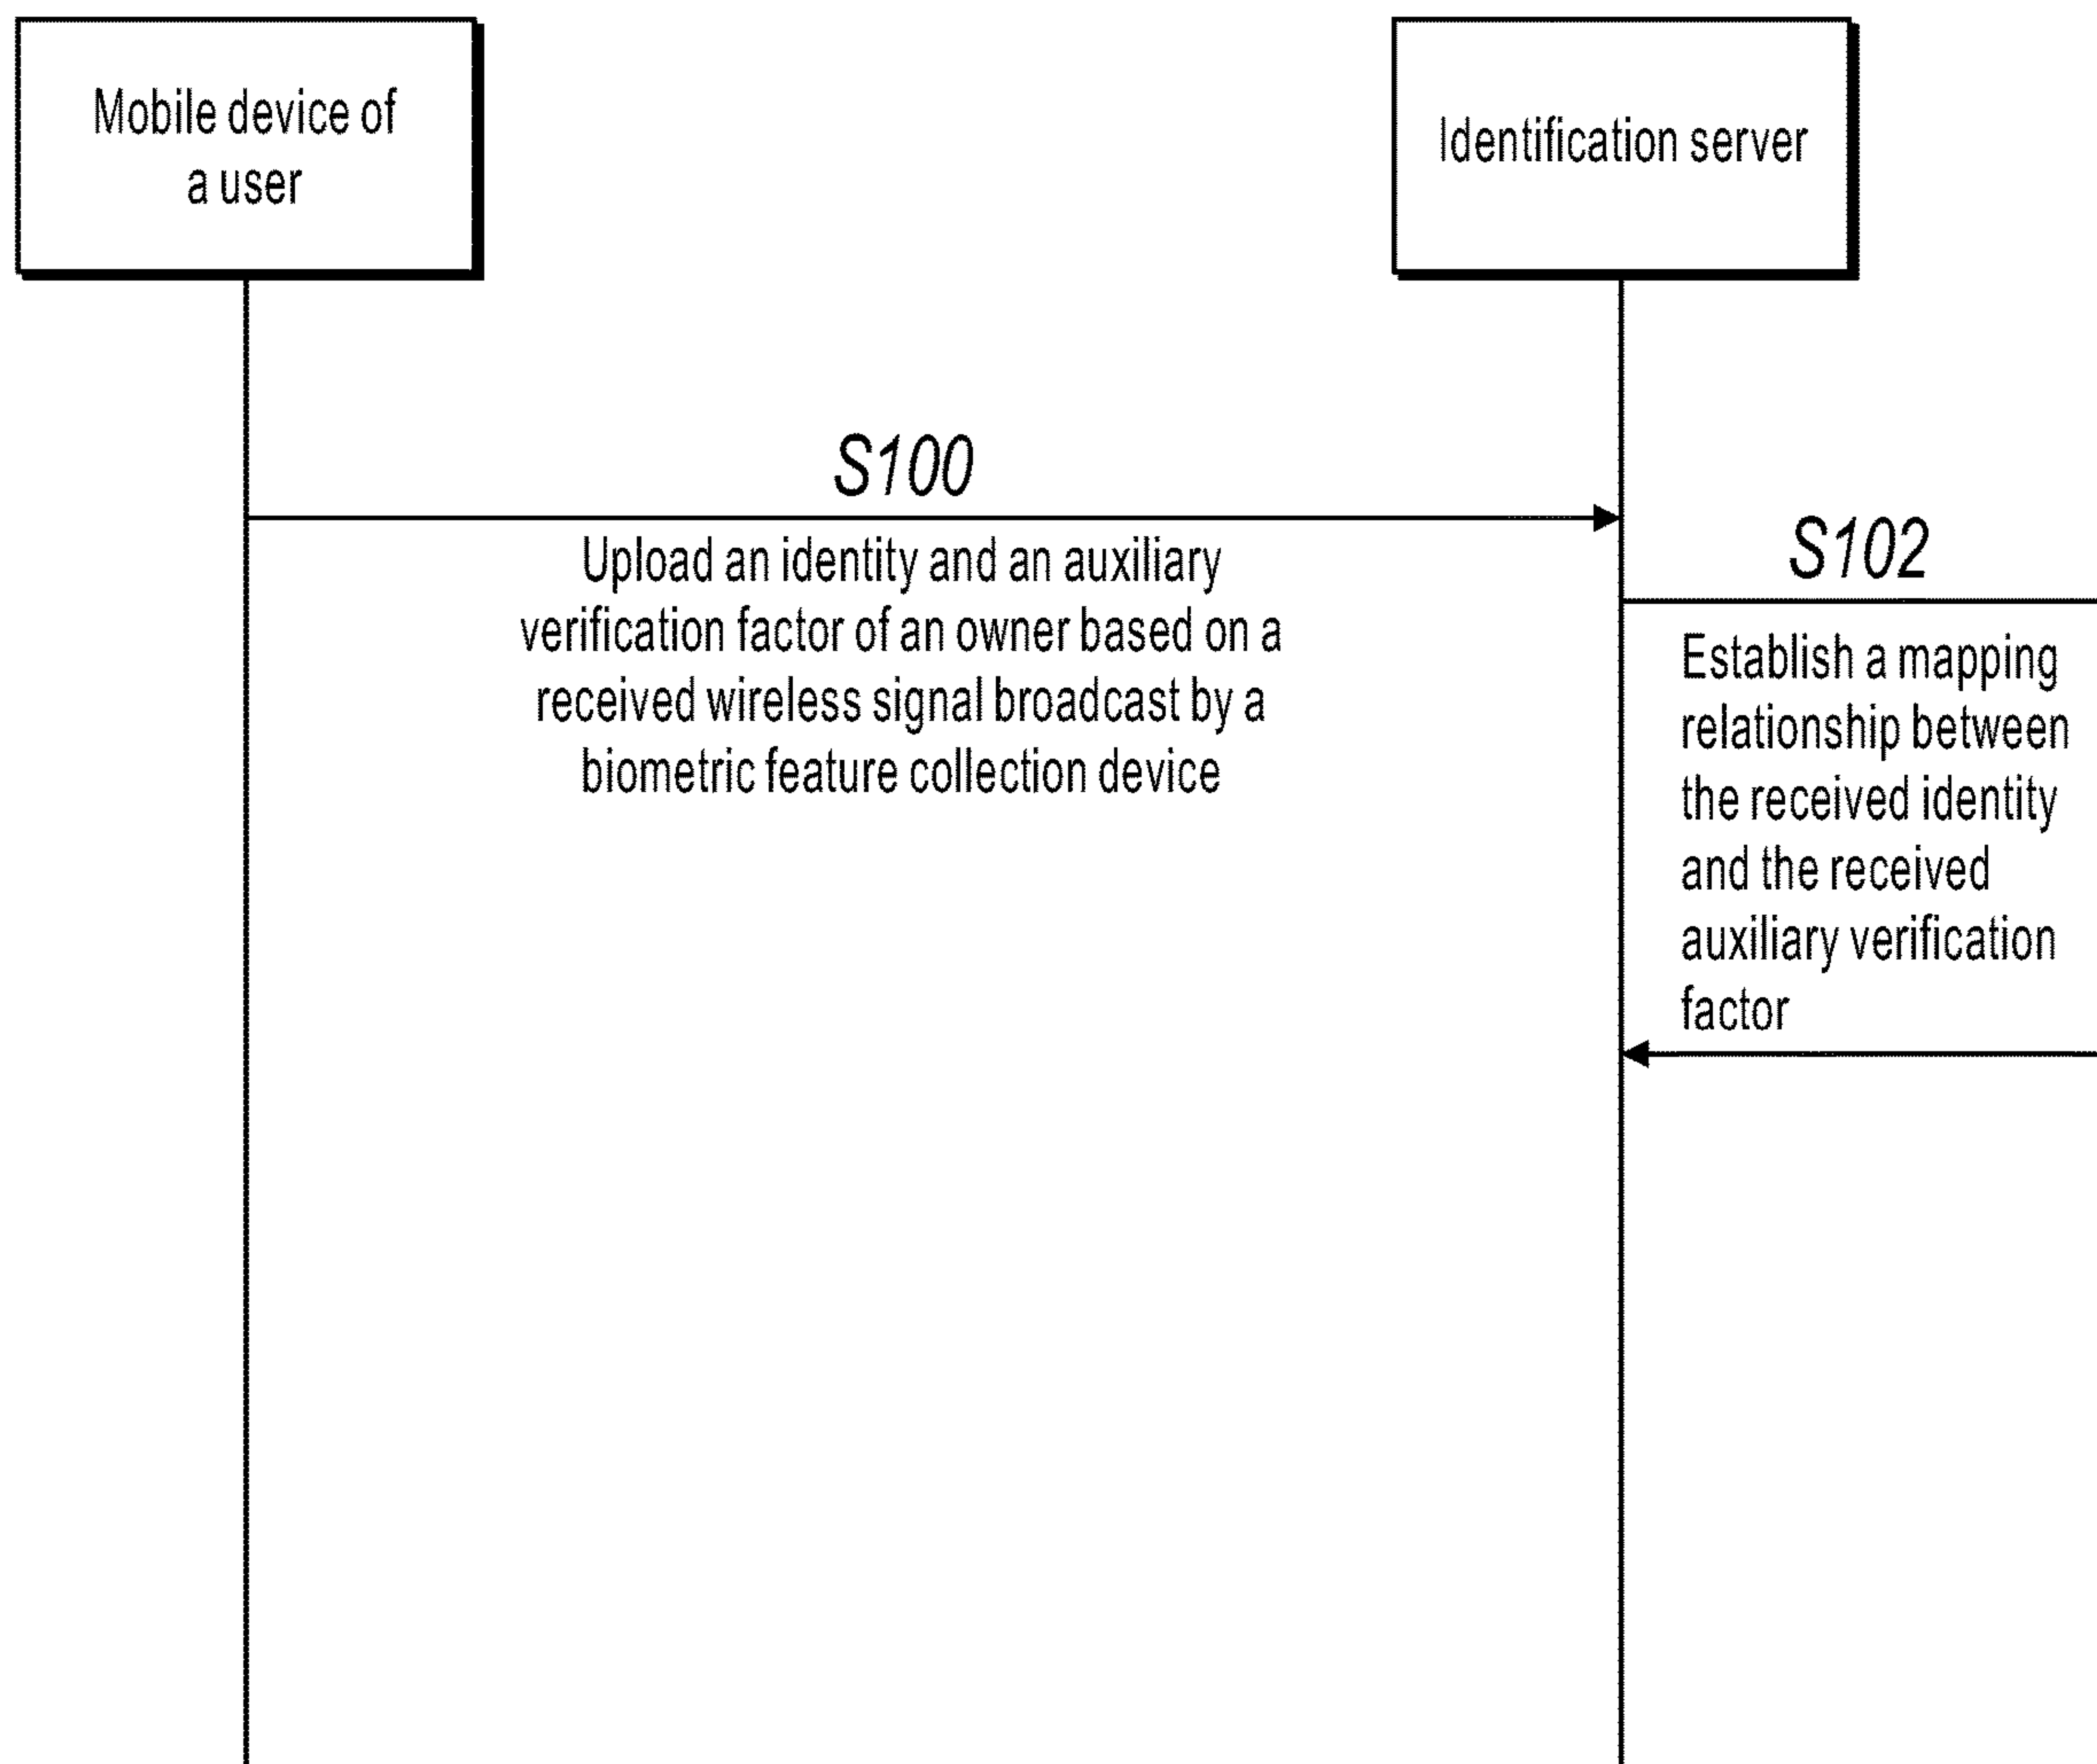 Mobile device of
a user
Identification server
S100
Upload an identity and an auxiliary
verification factor of an owner based on a
received wireless signal broadcast by a
biometric feature collection device
S102
Establish a mapping
relationship between
the received identity
and the received
auxiliary verification
factor